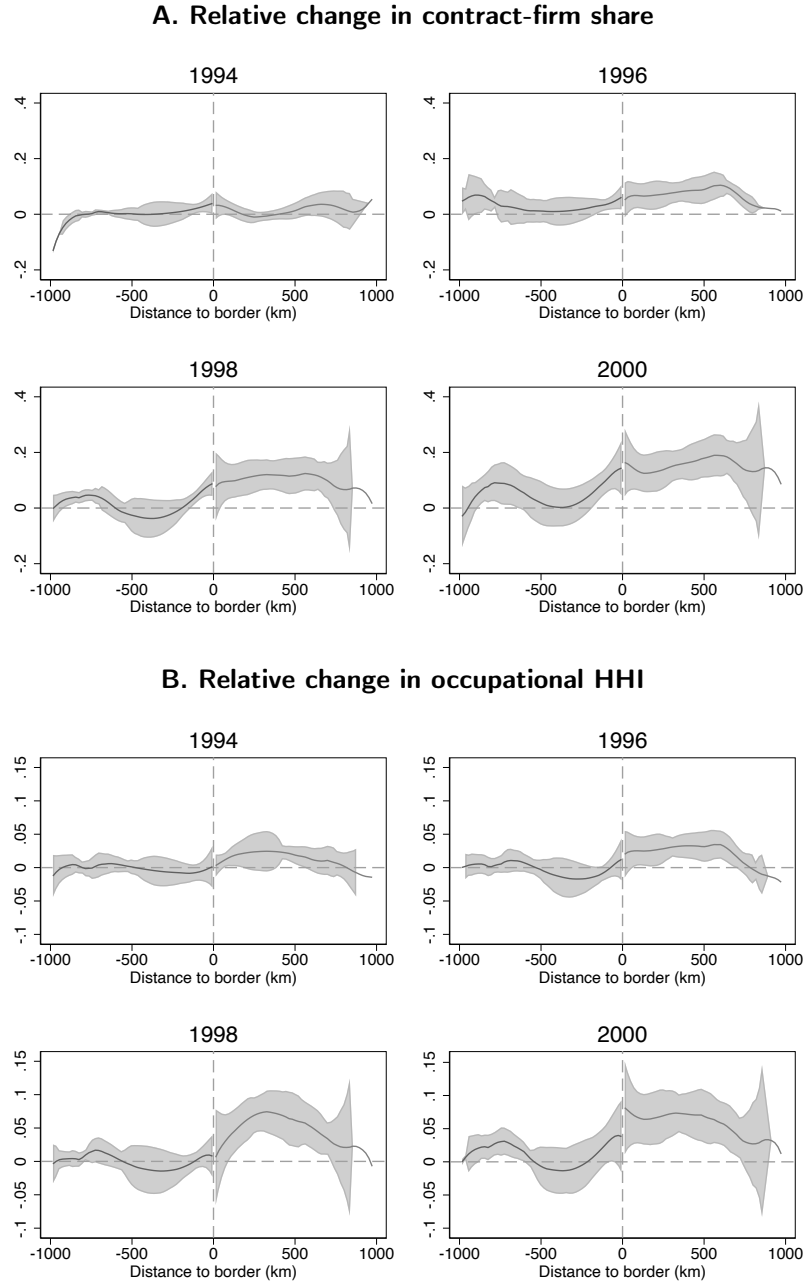 A. Relative change in contract-firm share
1994
.4
.2
0
-.2
-1000 -500 0 500 1000
Distance to border (km)
1996
.4
.2
0
-.2
-1000 -500 0 500 1000
Distance to border (km)
1998
.4
.2
0
-.2
-1000 -500 0 500 1000
Distance to border (km)
2000
.4
.2
0
-.2
-1000 -500 0 500 1000
Distance to border (km)
B. Relative change in occupational HHI
1994
.15
.1
.05
0
-.05
-.1
-1000 -500 0 500 1000
Distance to border (km)
1996
.15
.1
.05
0
-.05
-.1
-1000 -500 0 500 1000
Distance to border (km)
1998
.15
.1
.05
0
-.05
-.1
-1000 -500 0 500 1000
Distance to border (km)
2000
.15
.1
.05
0
-.05
-.1
-1000 -500 0 500 1000
Distance to border (km)